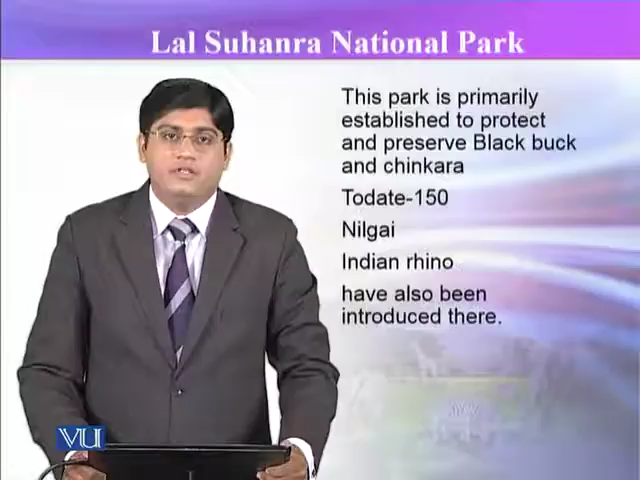 Lal Suhanra National Park
This park is primarily
established to protect
and preserve Black buck
and chinkara
Todate-150
Nilgai
Indian rhino
have also been
introduced there.
VU